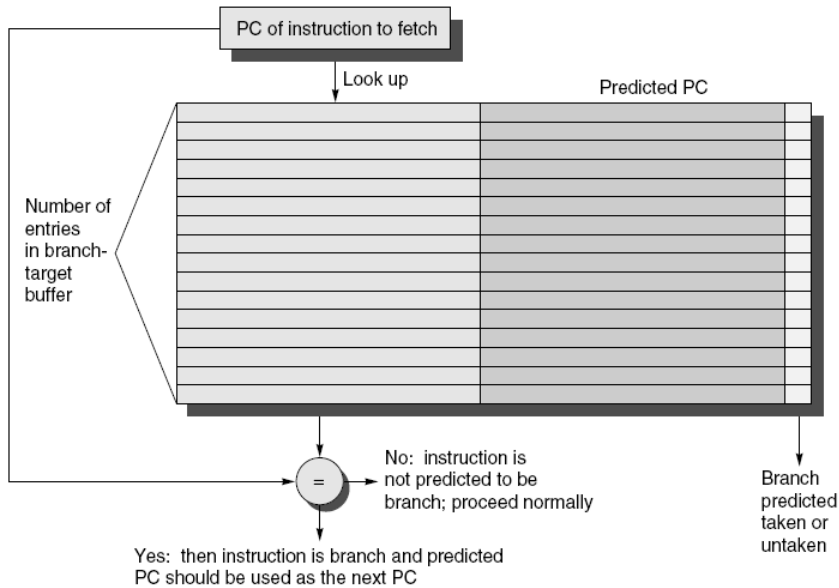 PC of instruction to fetch
Look up
Predicted PC
Number of
entries
in branch-
target
buffer
=
No: instruction is
not predicted to be
branch; proceed normally
Branch
predicted
taken or
untaken
Yes: then instruction is branch and predicted
PC should be used as the next PC